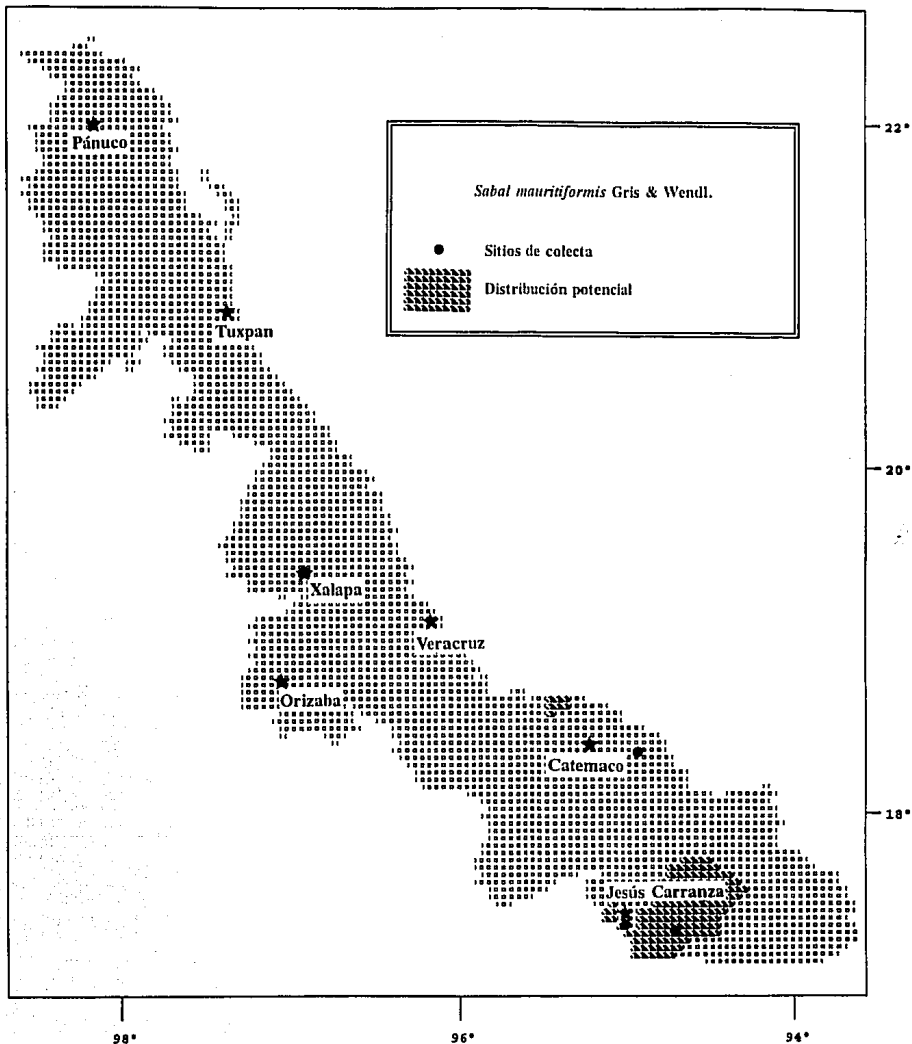 22°
Pánuco
Sabal mauritiiformis Gris & Wendl.
Sitios de colecta
Distribución potencial
Tuxpan
20°
Xalapa
Veracruz
Orizaba
Catemaco
18°
Jesús Carranza
98°
96°
94°